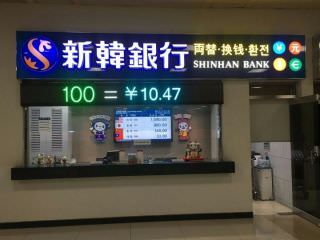 新韓銀行
両替·换钱·환전
SHINHAN BANK
¥ 元 $ €
100 = ¥10.47